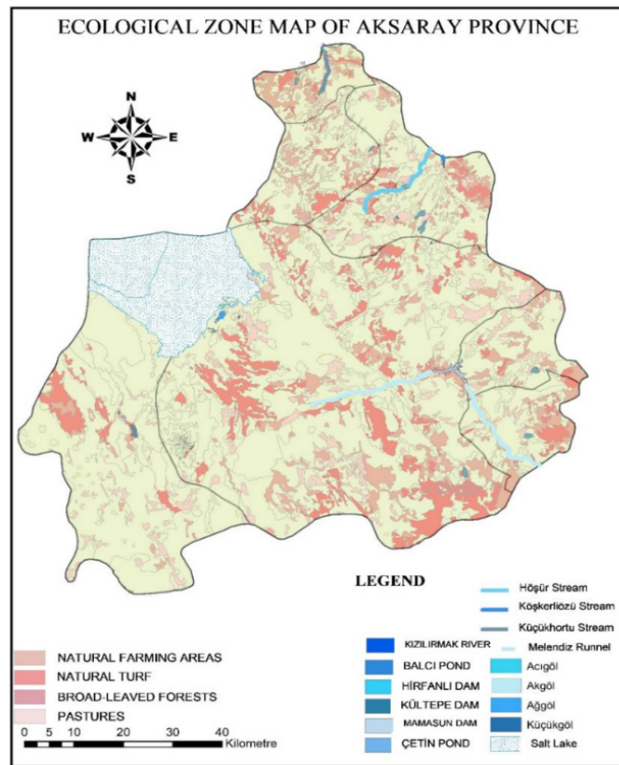 ECOLOGICAL ZONE MAP OF AKSARAY PROVINCE
N
W E
S
LEGEND
Höşür Stream
Köşkerliözü Stream
Küçükhortu Stream
KIZILIRMAK RIVER
Melendiz Runnel
BALCI POND
Acıgöl
HİRFANLI DAM
Akgöl
KÜLTEPE DAM
Ağgöl
MAMASUN DAM
Küçükgöl
ÇETİN POND
Salt Lake
NATURAL FARMING AREAS
NATURAL TURF
BROAD-LEAVED FORESTS
PASTURES
0 5 10 20 30 40
Kilometre